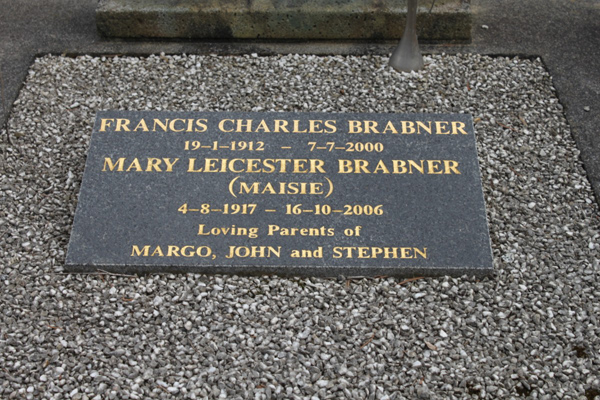 FRANCIS CHARLES BRABNER
19–1–1912 – 7–7–2000
MARY LEICESTER BRABNER
(MAISIE)
4–8–1917 – 16–10–2006
Loving Parents of
MARGO, JOHN and STEPHEN